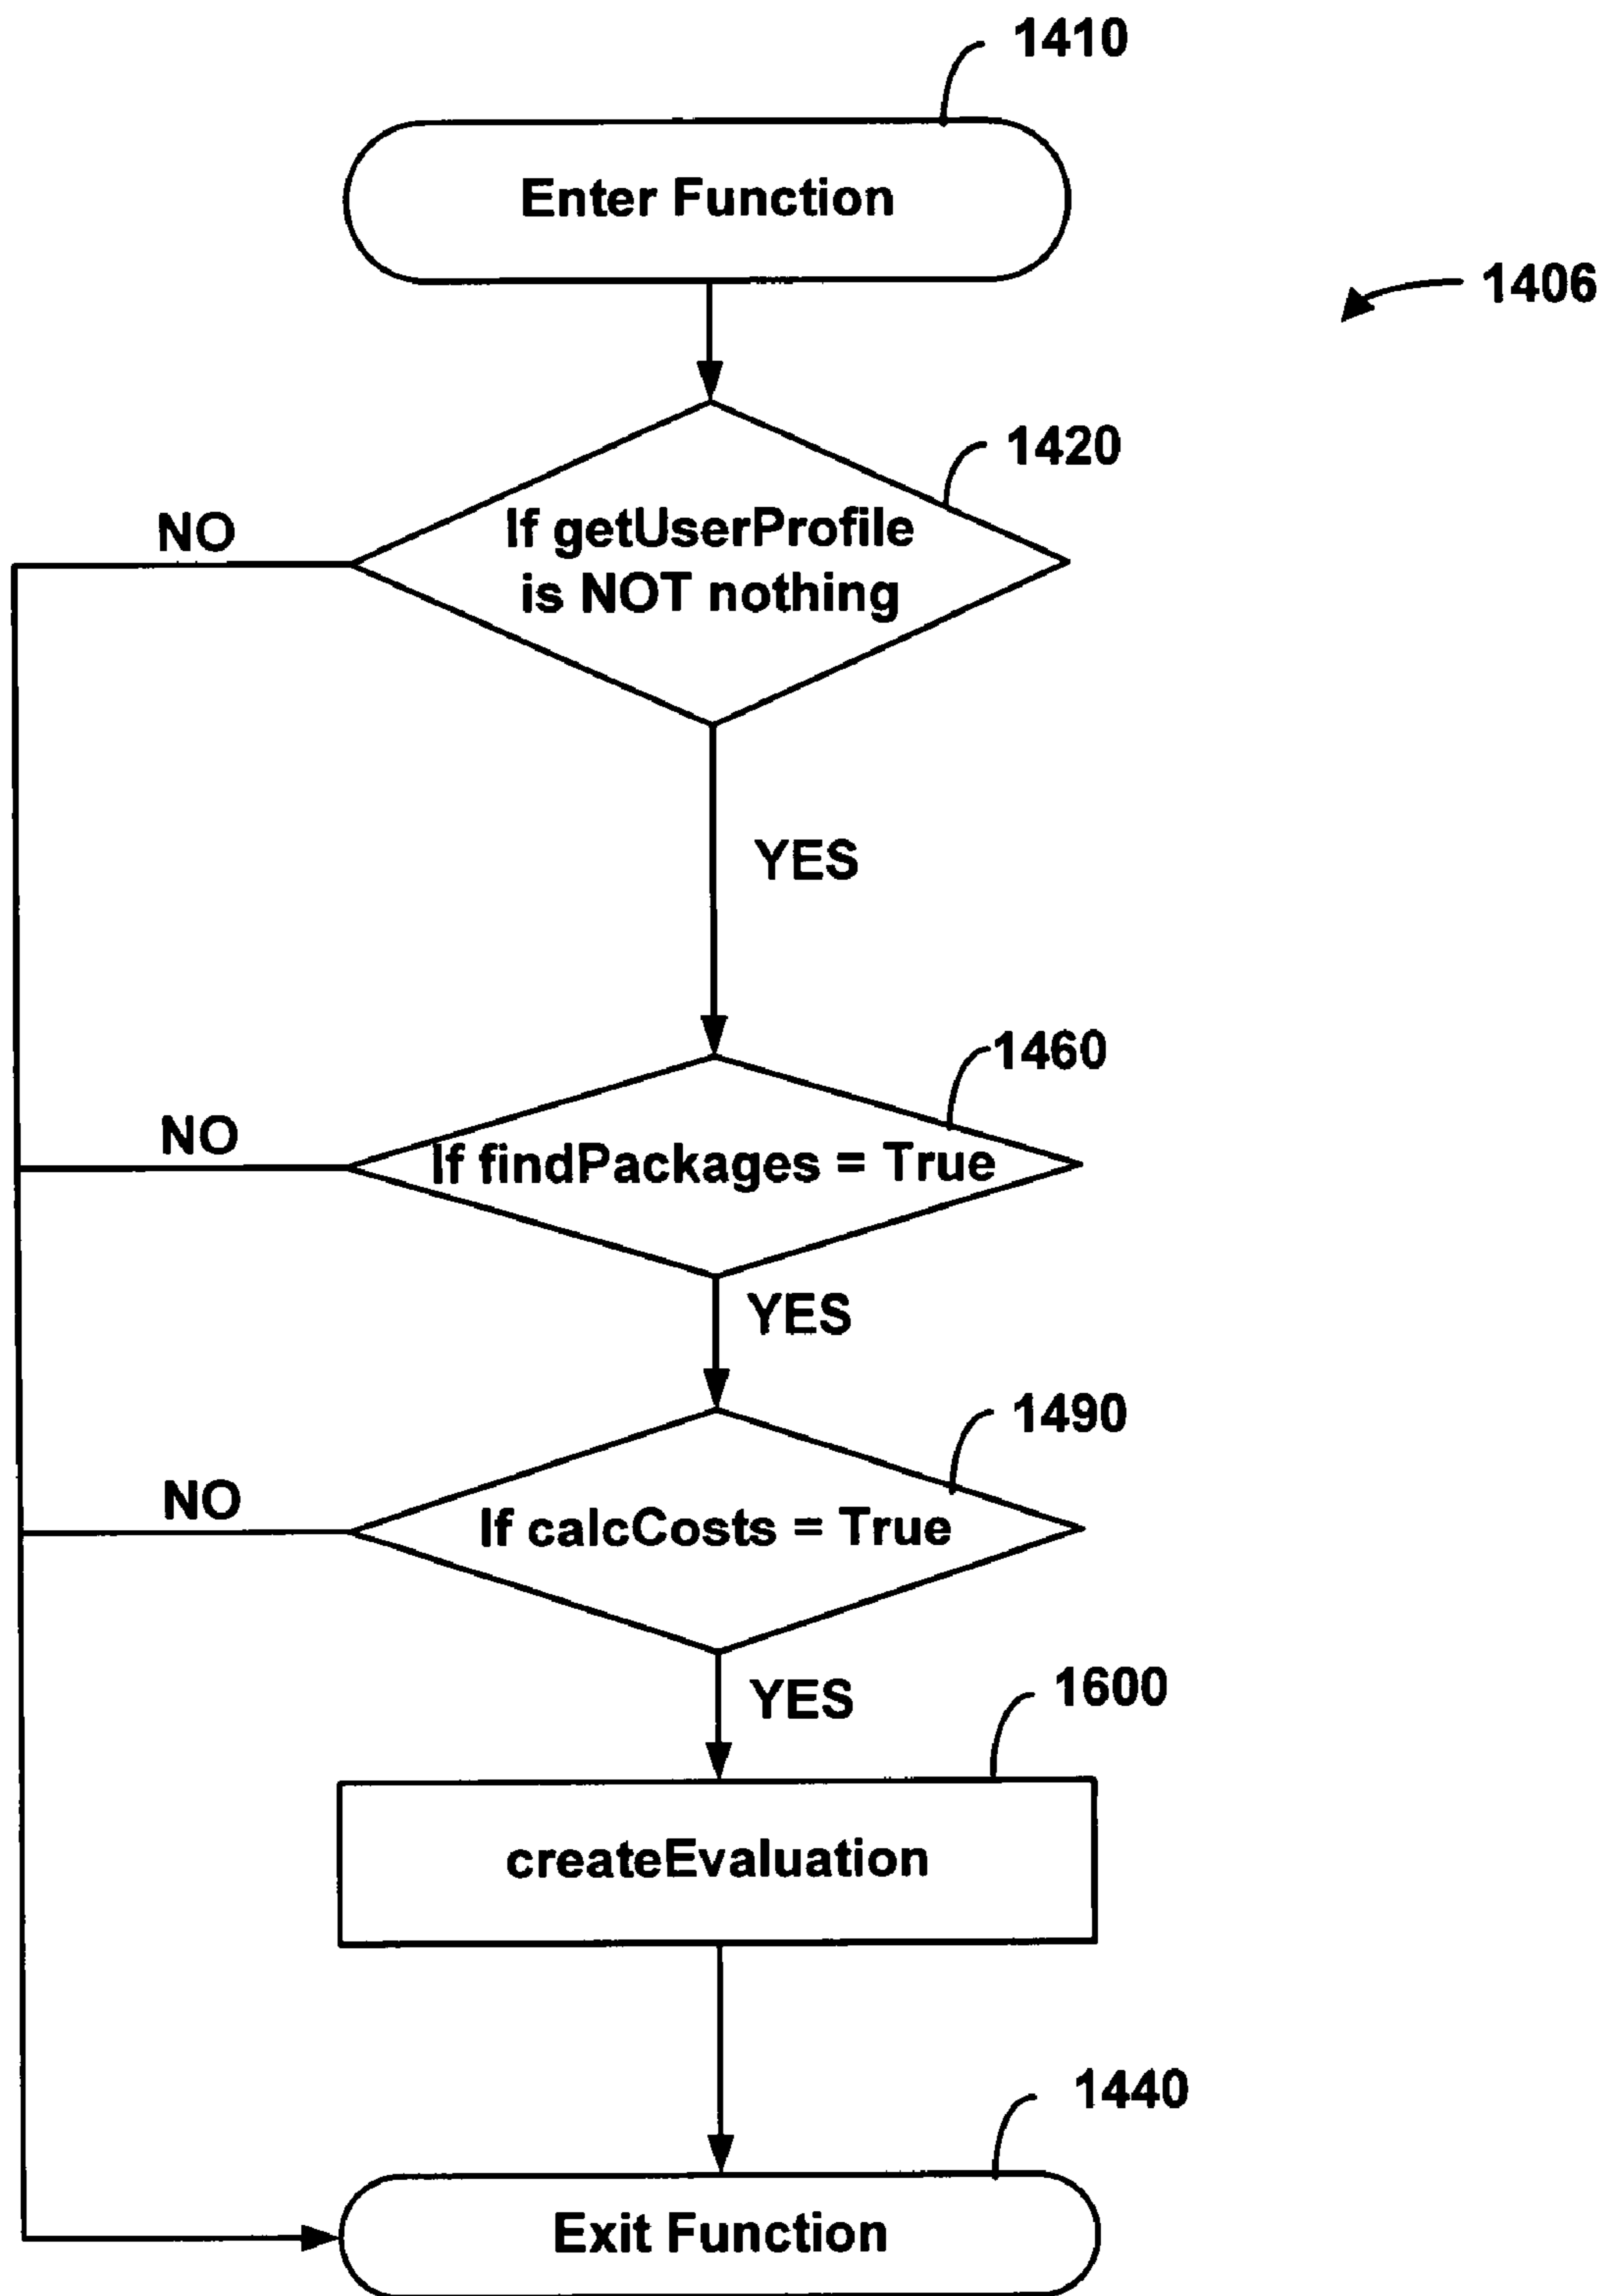 1410
Enter Function
1406
1420
NO
If getUserProfile
is NOT nothing
YES
1460
NO
If findPackages = True
YES
1490
NO
If calcCosts = True
1600
YES
createEvaluation
1440
Exit Function